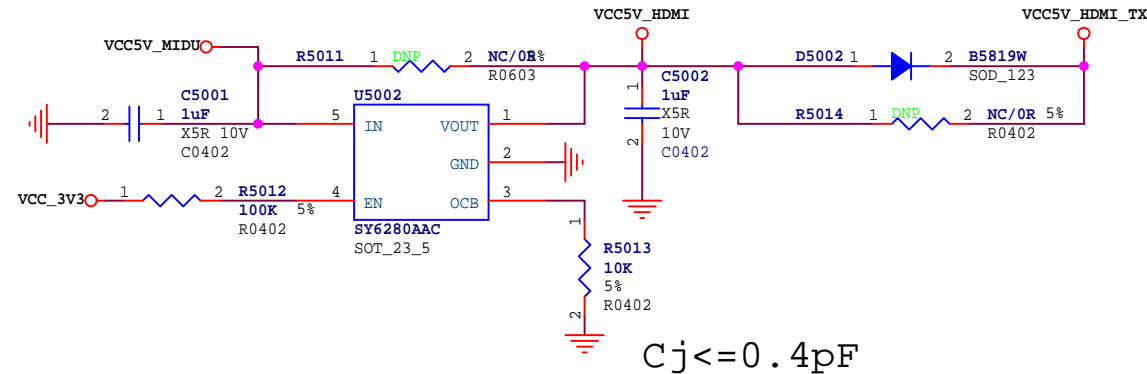 VCC5V_HDMI
VCC5V_HDMI_TX
VCC5V_MIDU
R5011 1 DNP 2 NC/0R 5%
R0603
D5002 1 2 B5819W
SOD_123
C5001
1uF
2 1
X5R 10V
C0402
U5002
5 IN VOUT 1
GND 2
4 EN OCB 3
SY6280AAC
SOT_23_5
1 C5002
1uF
X5R
10V
2 C0402
R5014 1 DNP 2 NC/0R 5%
R0402
VCC_3V3 1 2 R5012
100K 5%
R0402
1 R5013
10K
5%
2 R0402
Cj<=0.4pF